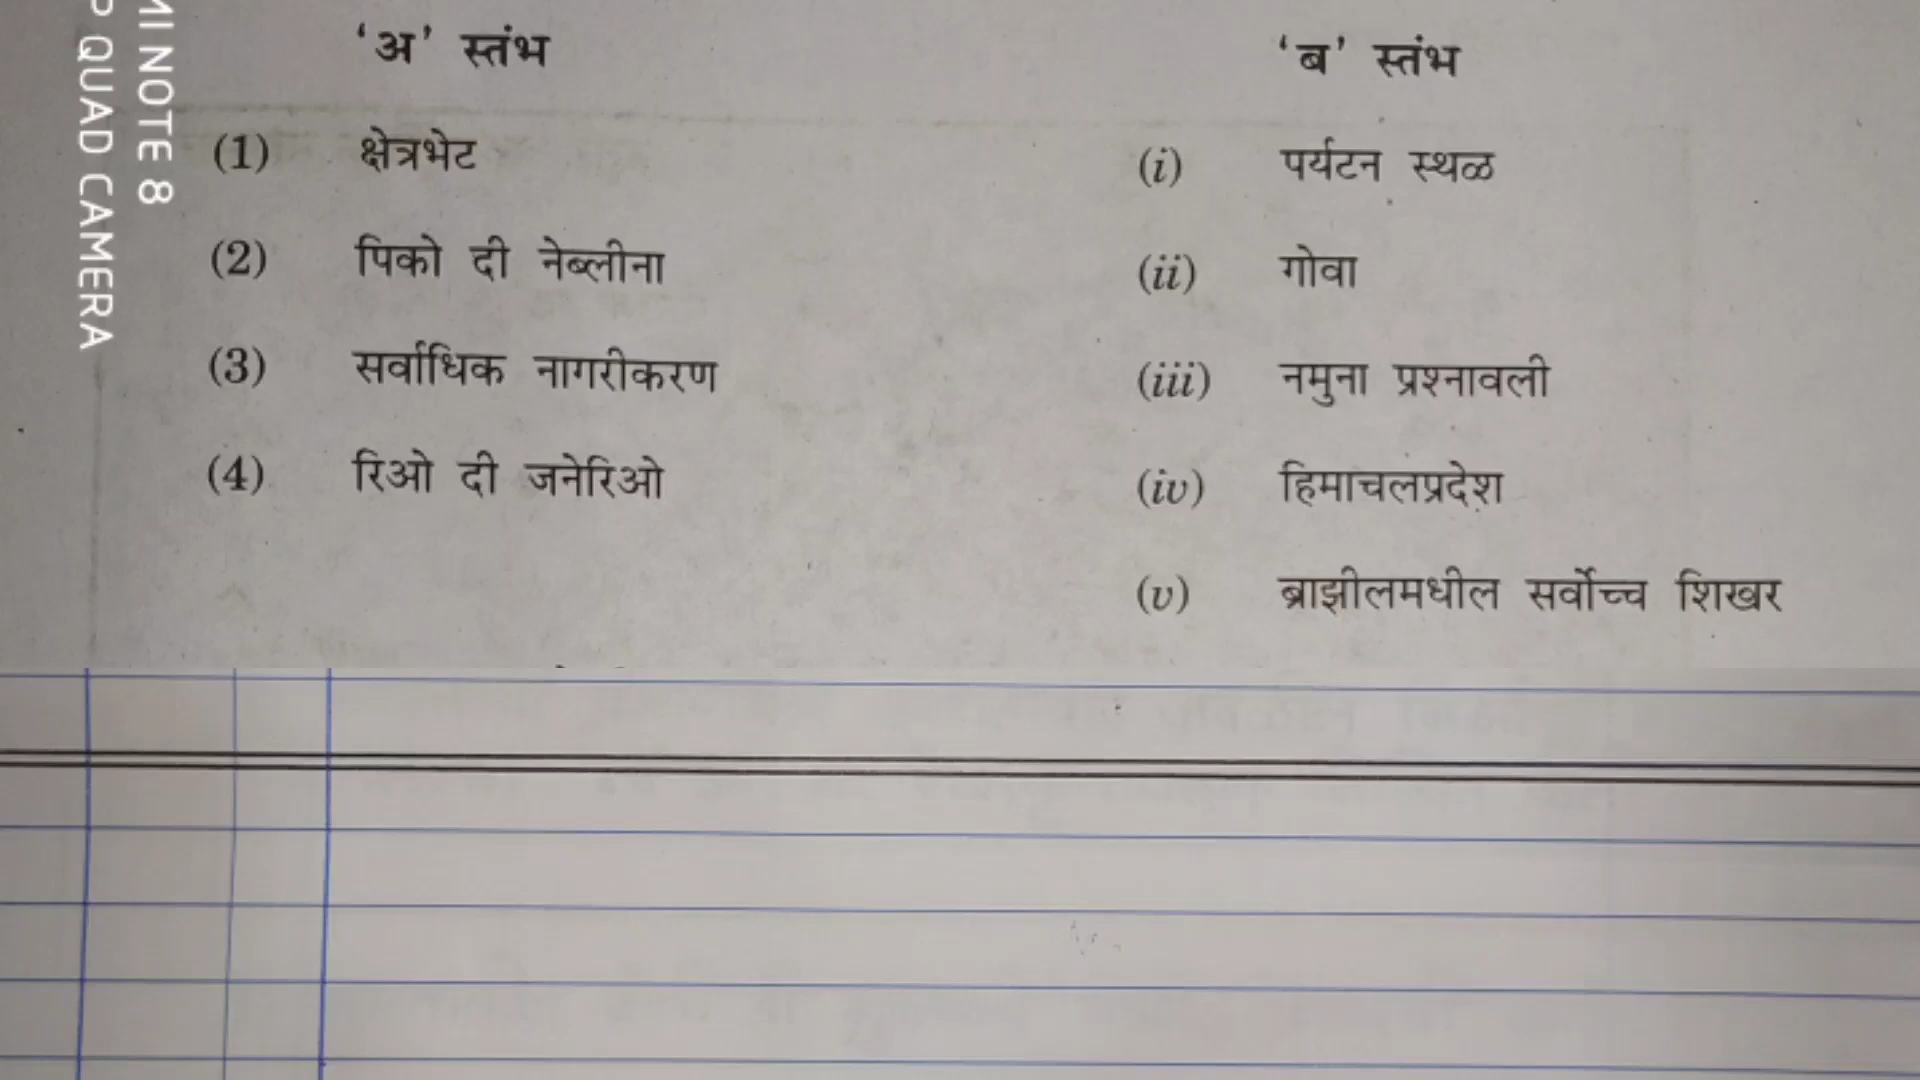 MI NOTE 8
QUAD CAMERA
‘अ’ स्तंभ ‘ब’ स्तंभ
(1) क्षेत्रभेट (i) पर्यटन स्थळ
(2) पिको दी नेब्लीना (ii) गोवा
(3) सर्वाधिक नागरीकरण (iii) नमुना प्रश्नावली
(4) रिओ दी जनेरिओ (iv) हिमाचलप्रदेश
(v) ब्राझीलमधील सर्वोच्च शिखर